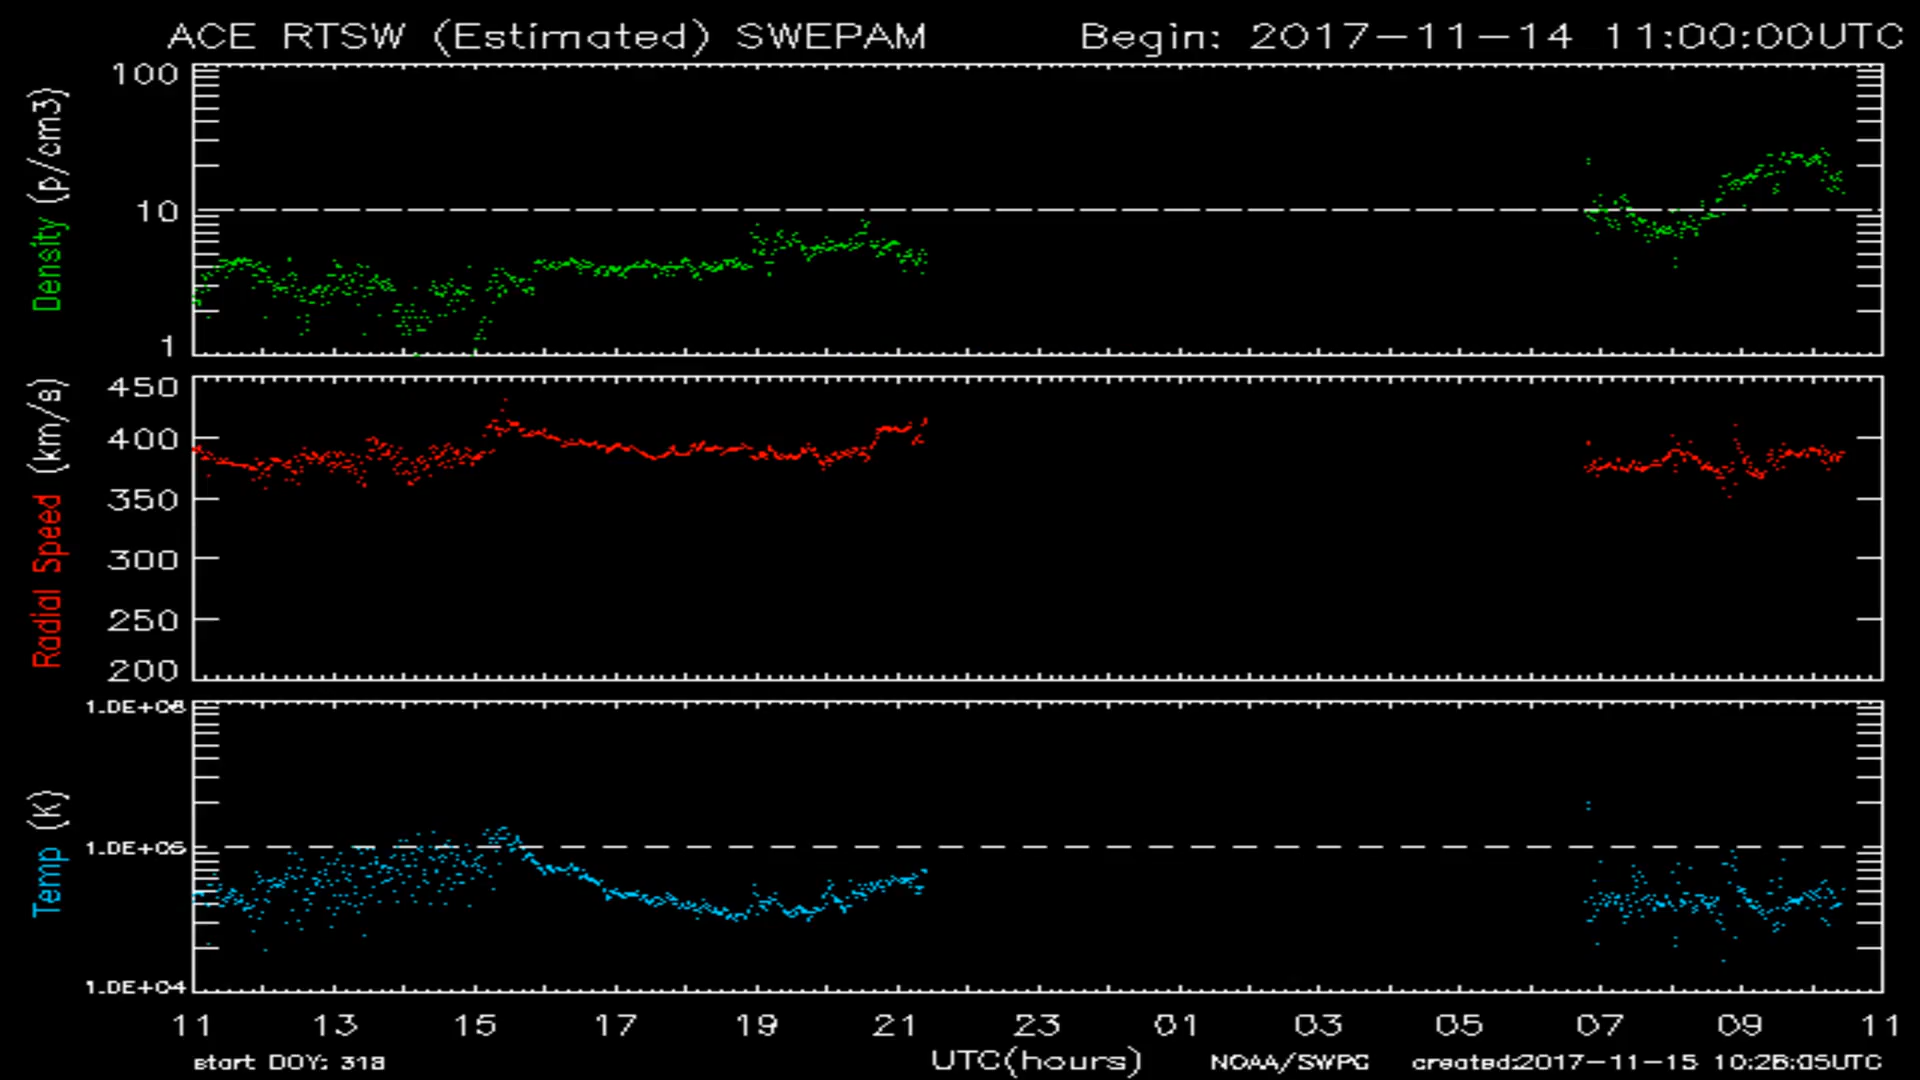 ACE RTSW (Estimated) SWEPAM Begin: 2017-11-14 11:00:00UTC
Density (p/cm3)
100
10
1
Radial Speed (km/s)
450
400
350
300
250
200
Temp (K)
1.0E+06
1.0E+05
1.0E+04
11 13 15 17 19 21 23 01 03 05 07 09 11
start DOY: 318 UTC(hours) NOAA/SWPC created:2017-11-15 10:26:05UTC